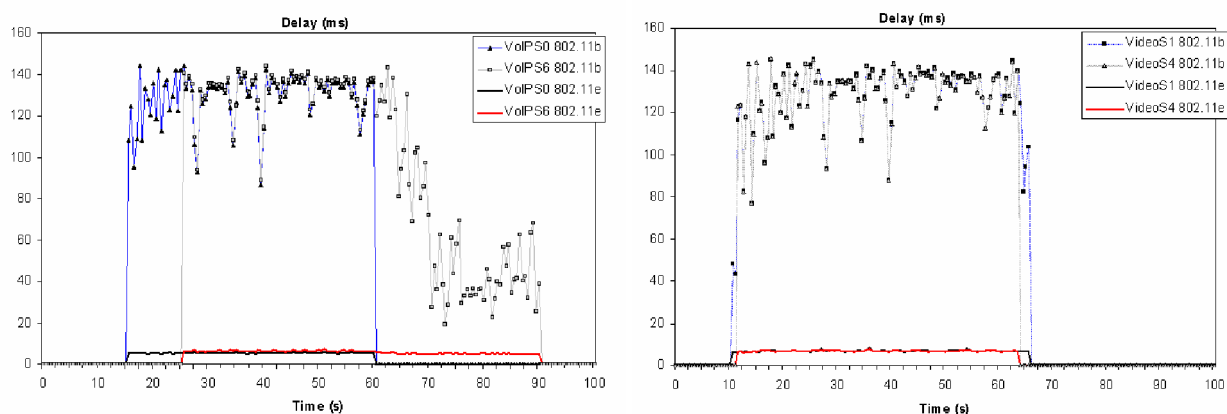 Delay (ms)
160
140
120
100
80
60
40
20
0
VoIPS0 802.11b
VoIPS6 802.11b
VoIPS0 802.11e
VoIPS6 802.11e
0 10 20 30 40 50 60 70 80 90 100
Time (s)
Delay (ms)
160
140
120
100
80
60
40
20
0
VideoS1 802.11b
VideoS4 802.11b
VideoS1 802.11e
VideoS4 802.11e
0 10 20 30 40 50 60 70 80 90 100
Time (s)